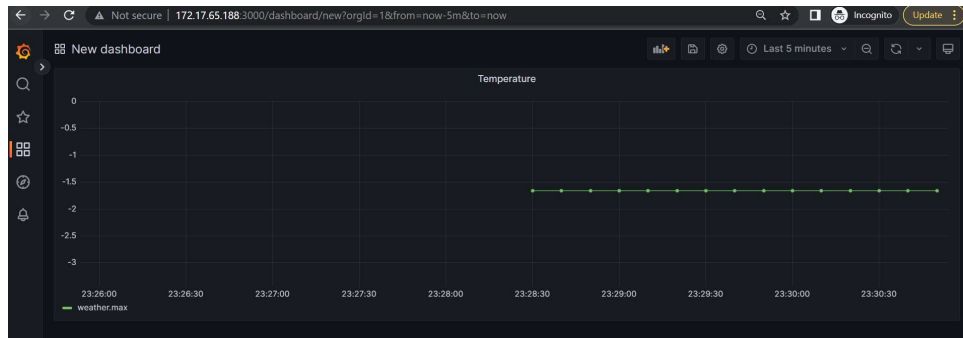 Not secure | 172.17.65.188:3000/dashboard/new?orgId=1&from=now-5m&to=now
Incognito
Update
New dashboard
Last 5 minutes
Temperature
0
-0.5
-1
-1.5
-2
-2.5
-3
23:26:00 23:26:30 23:27:00 23:27:30 23:28:00 23:28:30 23:29:00 23:29:30 23:30:00 23:30:30
weather.max